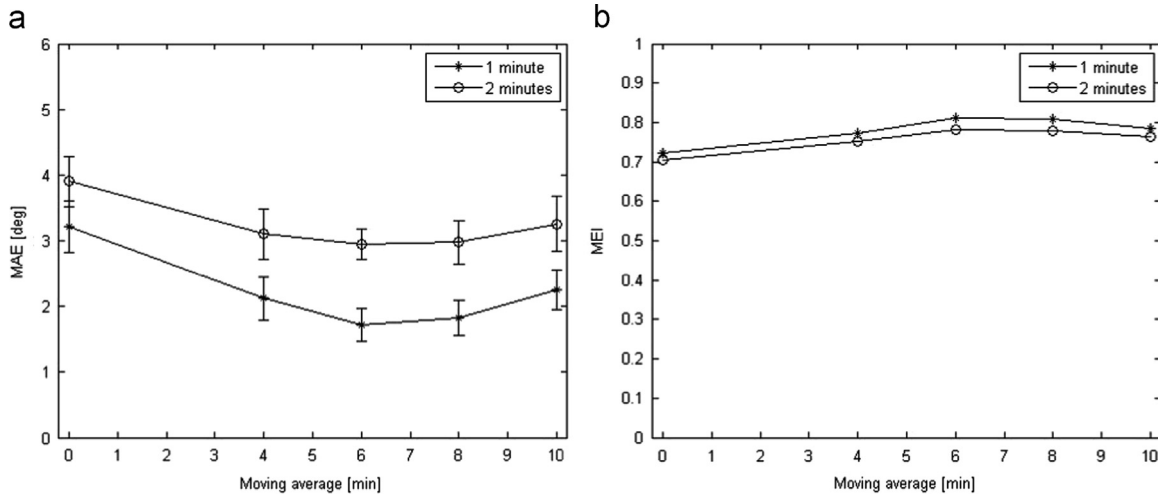 a
6
5
4
3
2
1
0
MAE [deg]
1 minute
2 minutes
0 1 2 3 4 5 6 7 8 9 10
Moving average [min]
b
1
0.9
0.8
0.7
0.6
0.5
0.4
0.3
0.2
0.1
0
MEI
1 minute
2 minutes
0 1 2 3 4 5 6 7 8 9 10
Moving average [min]